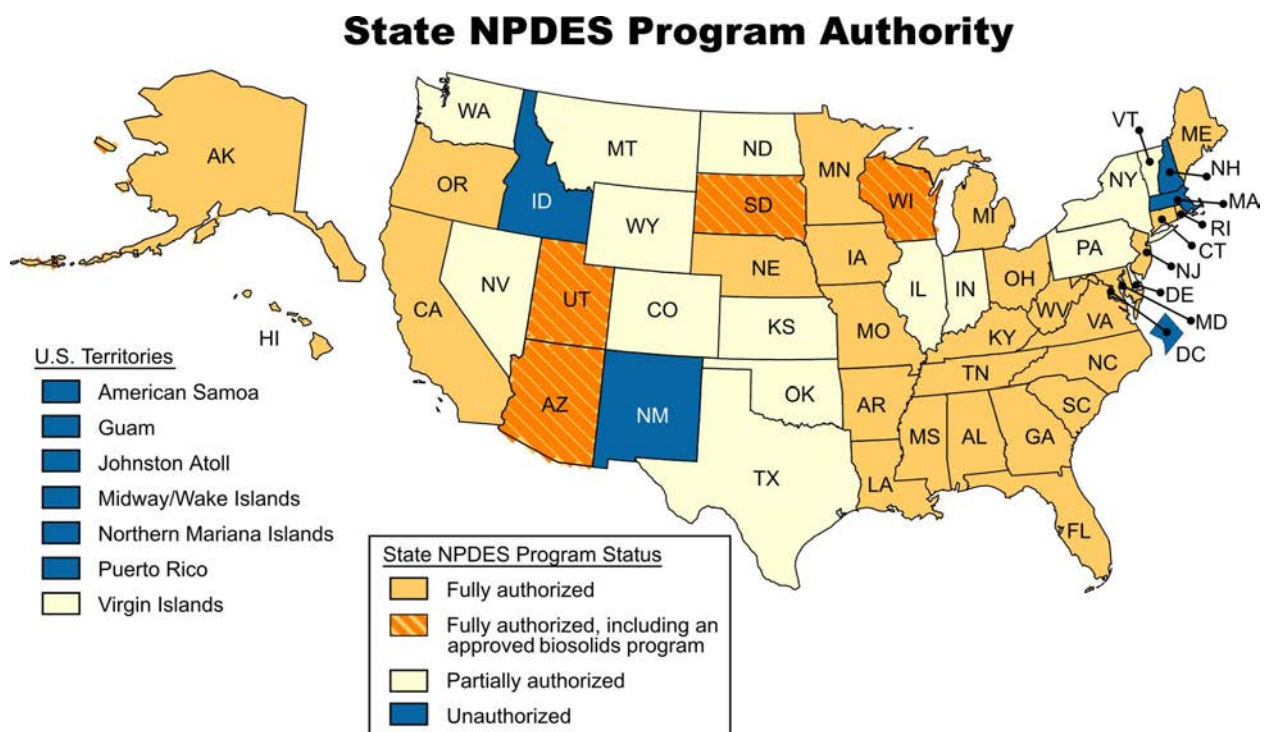 State NPDES Program Authority
AK
HI
WA
OR
CA
ID
NV
MT
WY
UT
AZ
CO
NM
ND
SD
NE
KS
OK
TX
MN
IA
MO
AR
LA
WI
IL
IN
MI
OH
KY
TN
MS
AL
GA
FL
SC
NC
VA
WV
PA
NY
VT
ME
NH
MA
RI
CT
NJ
DE
MD
DC
U.S. Territories
American Samoa
Guam
Johnston Atoll
Midway/Wake Islands
Northern Mariana Islands
Puerto Rico
Virgin Islands
State NPDES Program Status
Fully authorized
Fully authorized, including an
approved biosolids program
Partially authorized
Unauthorized